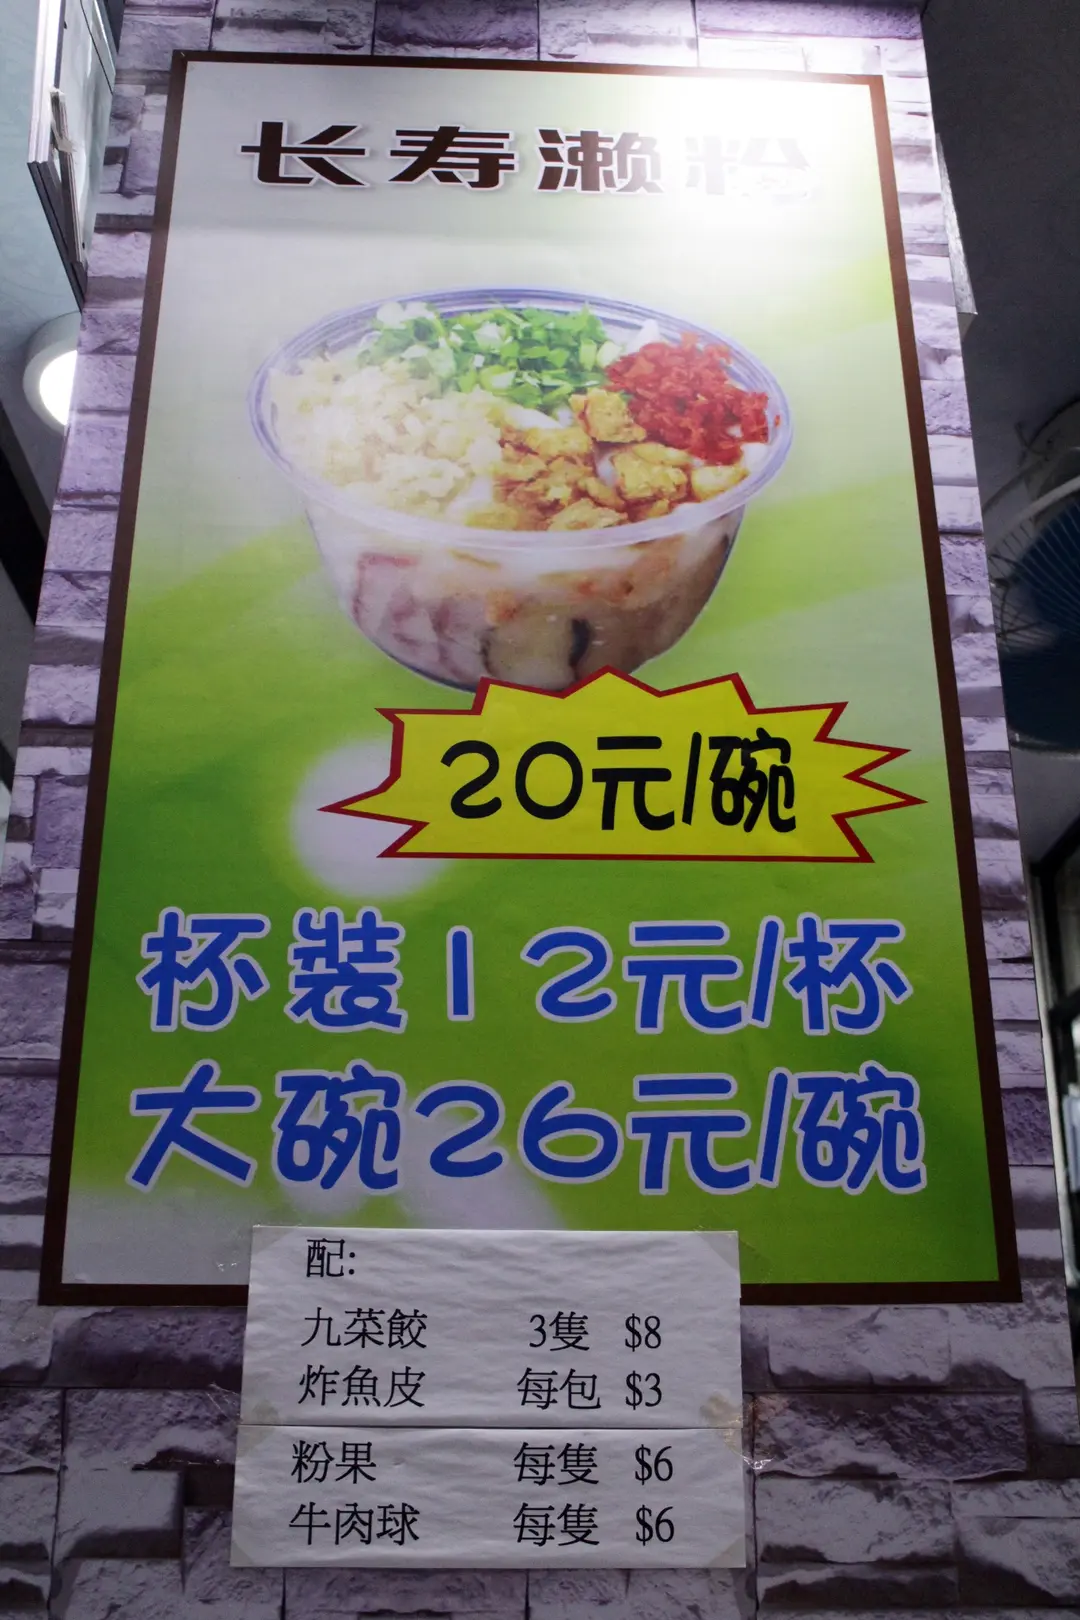 长寿濑粉
20元/碗
杯装12元/杯
大碗26元/碗
配:
九菜餃 3隻 $8
炸魚皮 每包 $3
粉果 每隻 $6
牛肉球 每隻 $6